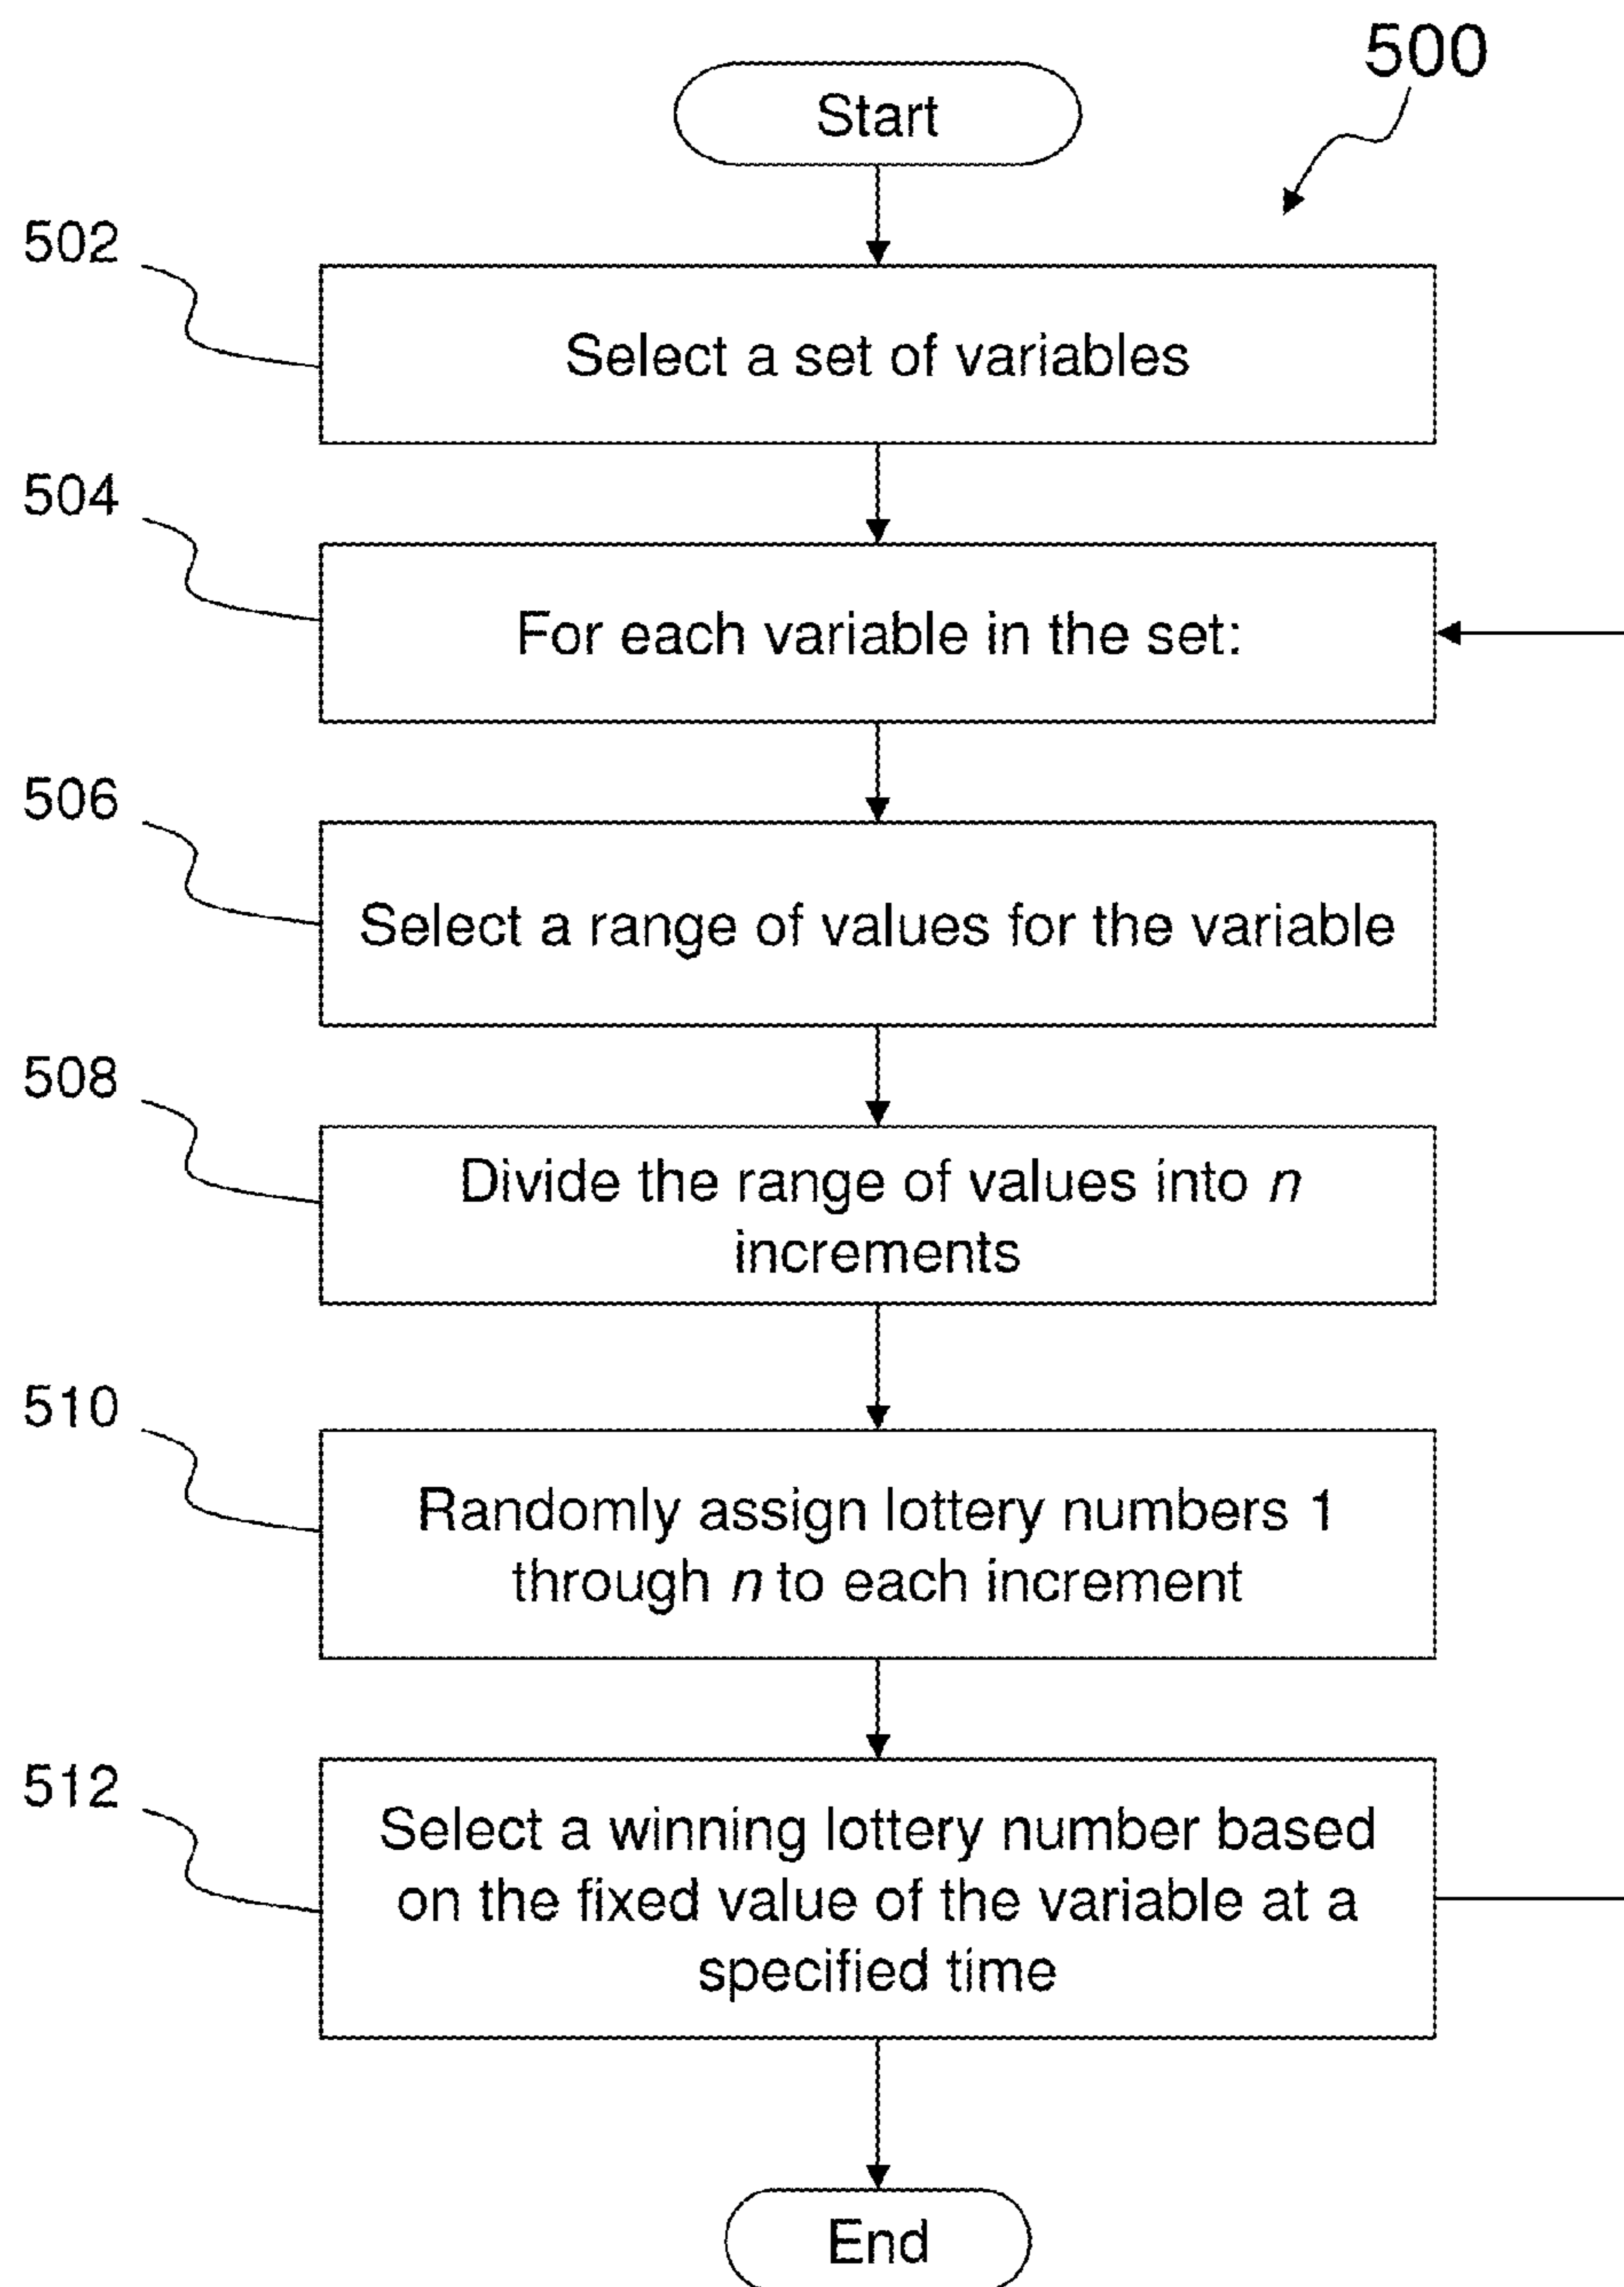 500
Start
502
Select a set of variables
504
For each variable in the set:
506
Select a range of values for the variable
508
Divide the range of values into n
increments
510
Randomly assign lottery numbers 1
through n to each increment
512
Select a winning lottery number based
on the fixed value of the variable at a
specified time
End